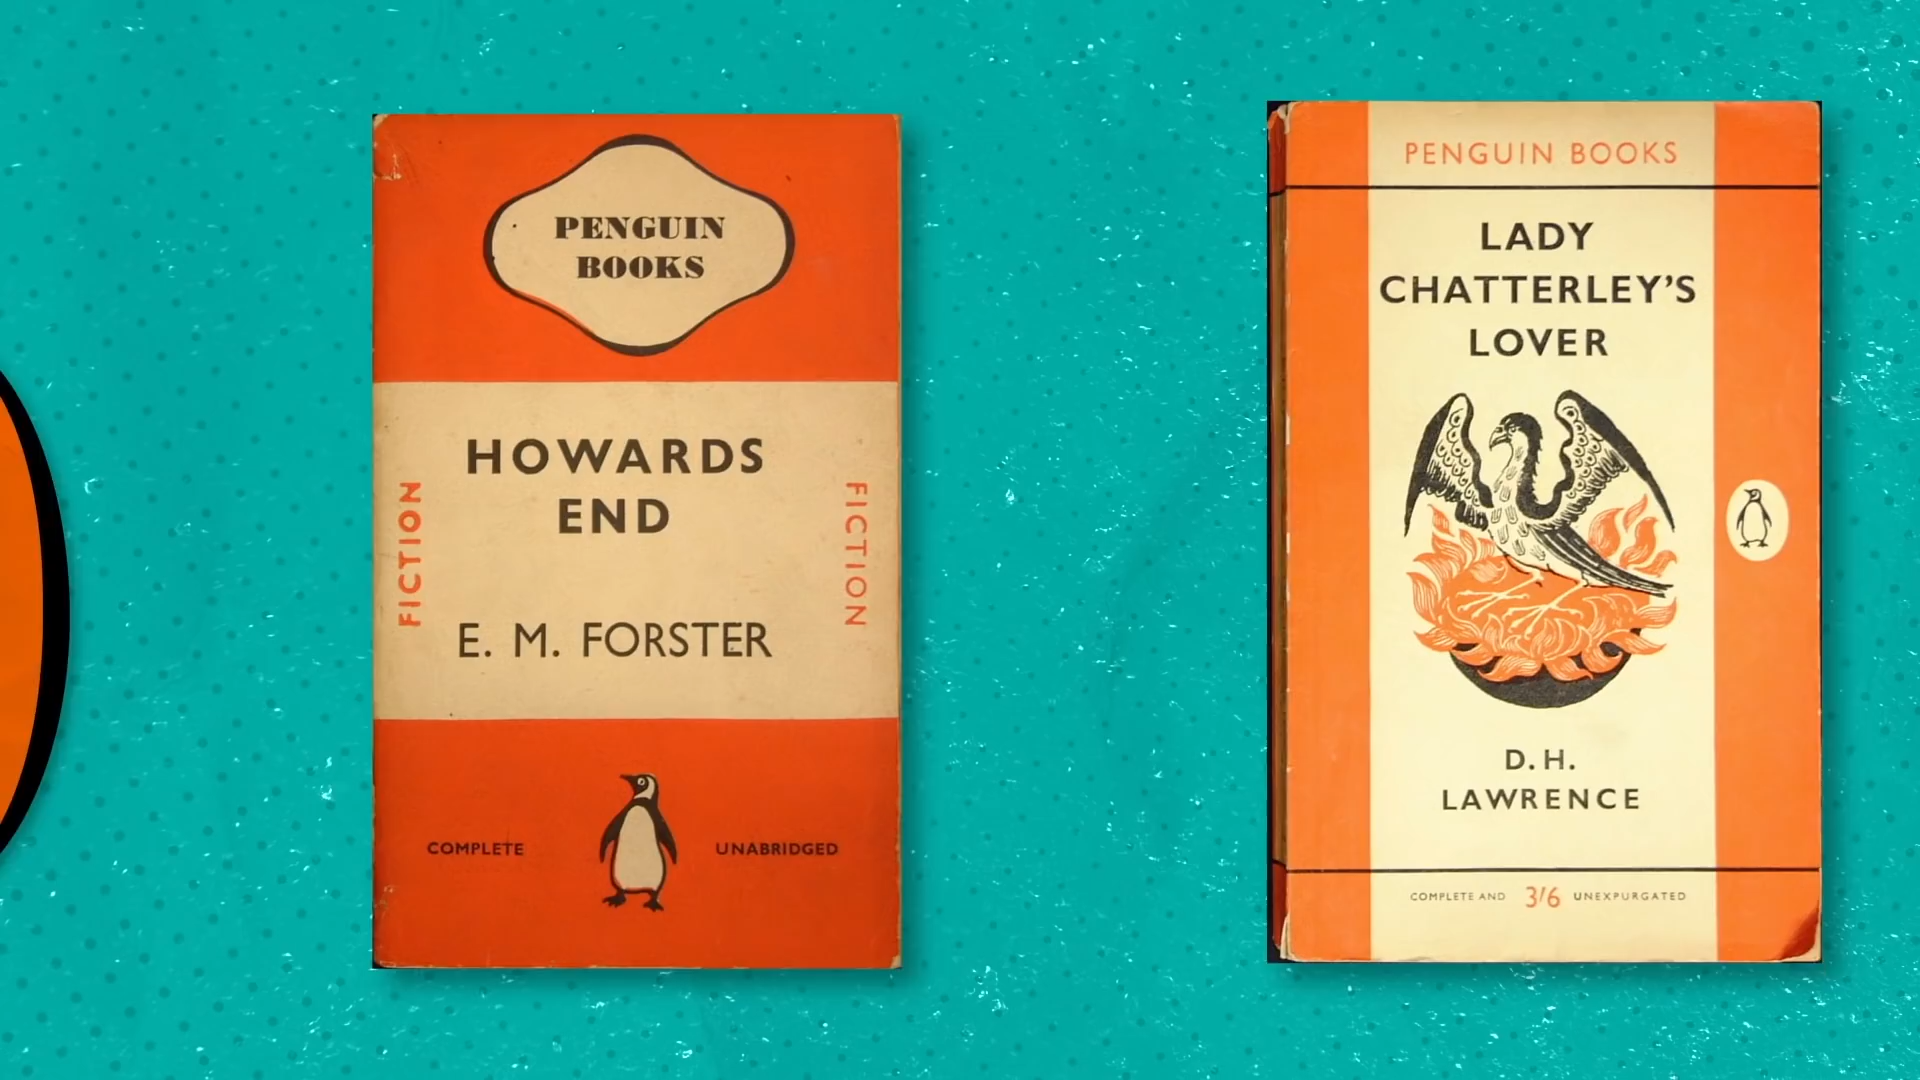 PENGUIN
BOOKS
HOWARDS
END
FICTION
FICTION
E. M. FORSTER
COMPLETE
UNABRIDGED
PENGUIN BOOKS
LADY
CHATTERLEY'S
LOVER
D. H.
LAWRENCE
COMPLETE AND 3/6 UNEXPURGATED